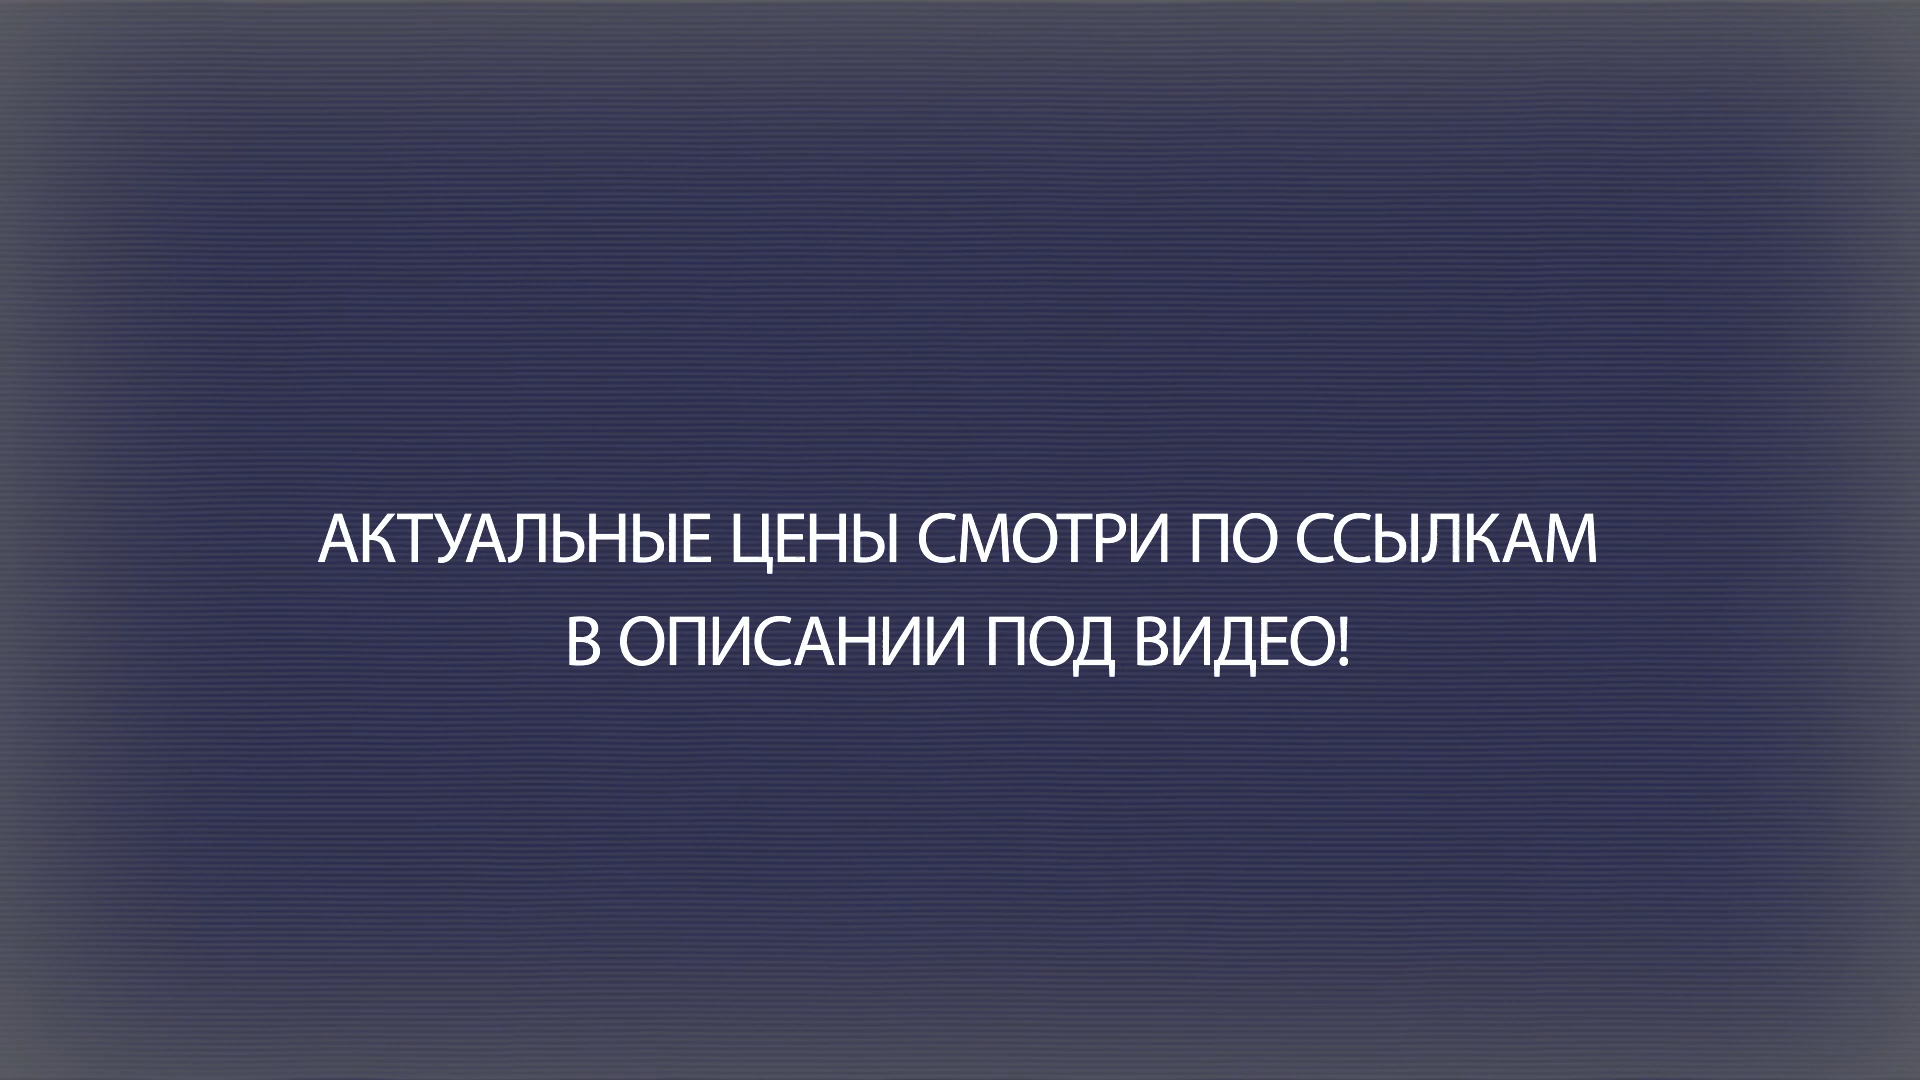 АКТУАЛЬНЫЕ ЦЕНЫ СМОТРИ ПО ССЫЛКАМ
В ОПИСАНИИ ПОД ВИДЕО!